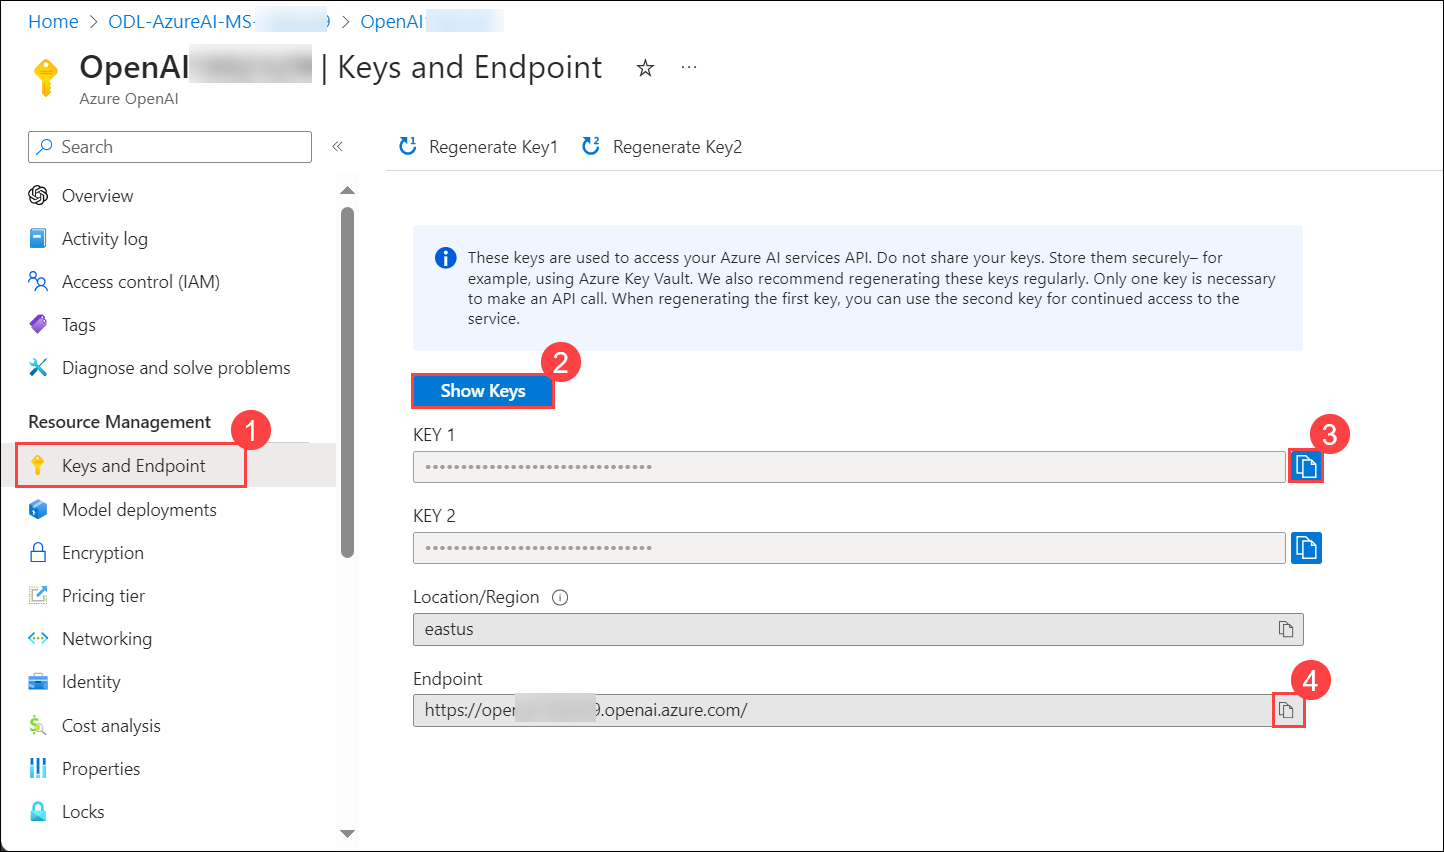 Home > ODL-AzureAI-MS- 9 > OpenAI
OpenAI | Keys and Endpoint
Azure OpenAI
Search
Overview
Activity log
Access control (IAM)
Tags
Diagnose and solve problems
Resource Management
1
Keys and Endpoint
Model deployments
Encryption
Pricing tier
Networking
Identity
Cost analysis
Properties
Locks
Regenerate Key1
Regenerate Key2
These keys are used to access your Azure AI services API. Do not share your keys. Store them securely– for
example, using Azure Key Vault. We also recommend regenerating these keys regularly. Only one key is necessary
to make an API call. When regenerating the first key, you can use the second key for continued access to the
service.
2
Show Keys
KEY 1
3
KEY 2
Location/Region
eastus
Endpoint
4
https://oper 9.openai.azure.com/